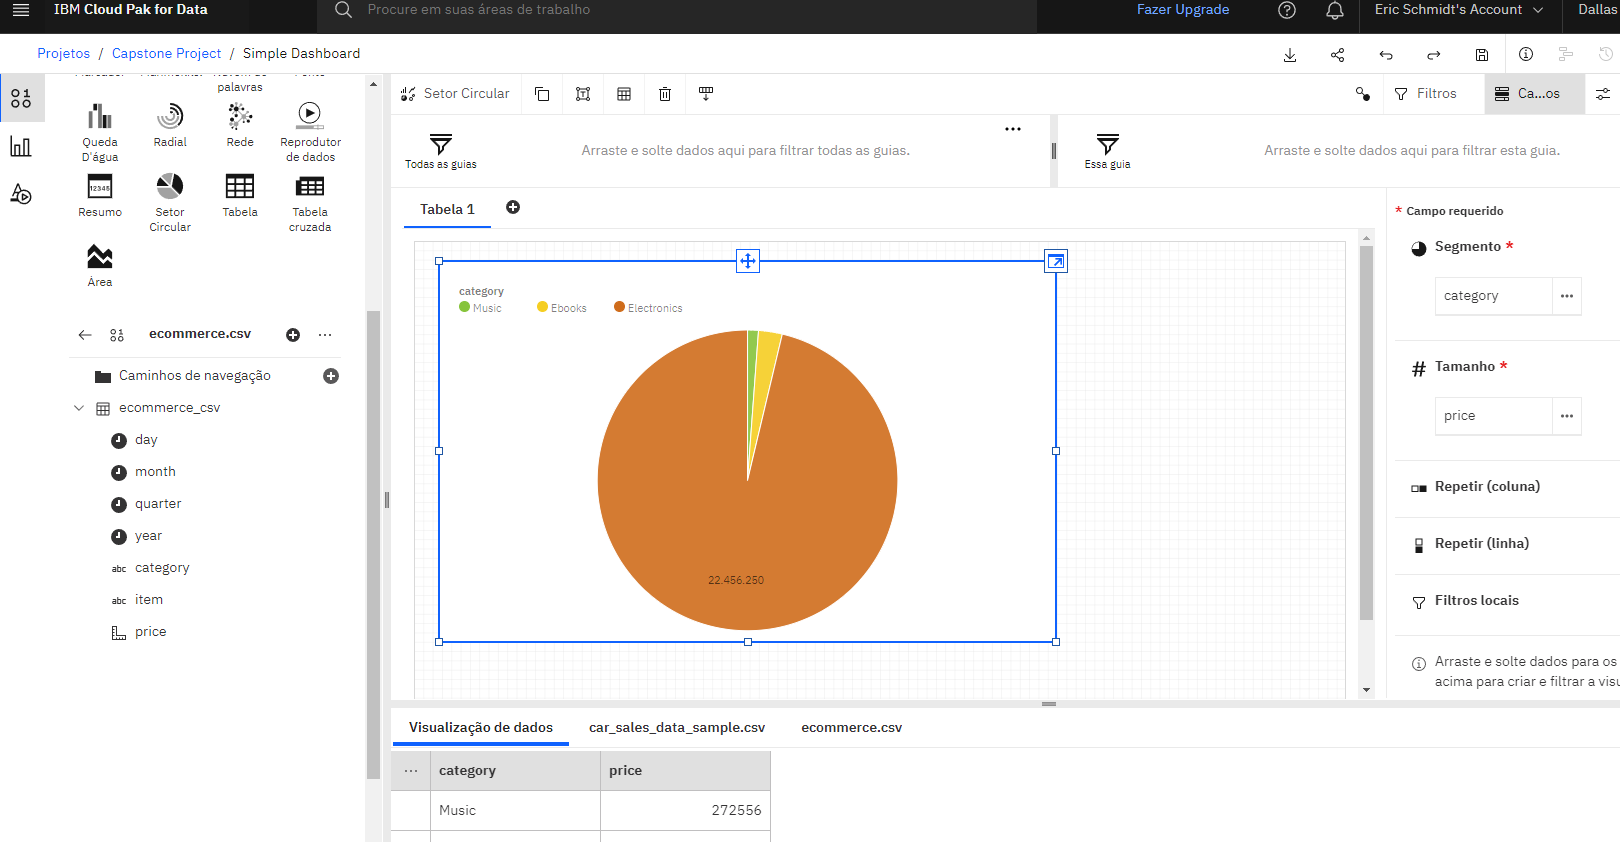 IBM Cloud Pak for Data
Procure em suas áreas de trabalho
Fazer Upgrade
Eric Schmidt's Account
Dallas
Projetos / Capstone Project / Simple Dashboard
palavras
Queda D'água
Radial
Rede
Reprodutor de dados
12345
Resumo
Setor Circular
Tabela
Tabela cruzada
Área
ecommerce.csv
Caminhos de navegação
ecommerce_csv
day
month
quarter
year
abc category
abc item
price
Setor Circular
Filtros
Ca...os
Todas as guias
Arraste e solte dados aqui para filtrar todas as guias.
Essa guia
Arraste e solte dados aqui para filtrar esta guia.
Tabela 1
category
Music Ebooks Electronics
22.456.250
* Campo requerido
Segmento *
category
Tamanho *
price
Repetir (coluna)
Repetir (linha)
Filtros locais
Arraste e solte dados para os
acima para criar e filtrar a visu
Visualização de dados
car_sales_data_sample.csv
ecommerce.csv
category price
Music 272556